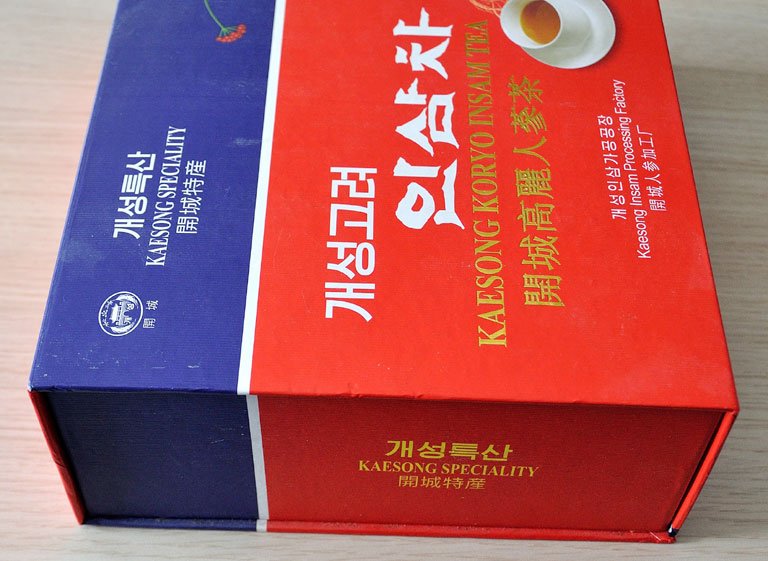 개성고려
인삼차
KAESONG KORYO INSAM TEA
開城高麗人蔘茶
개성인삼가공공장
Kaesong Insam Processing Factory
開城人参加工厂
개성특산
KAESONG SPECIALITY
開城特産
開城
개성특산
KAESONG SPECIALITY
開城特産